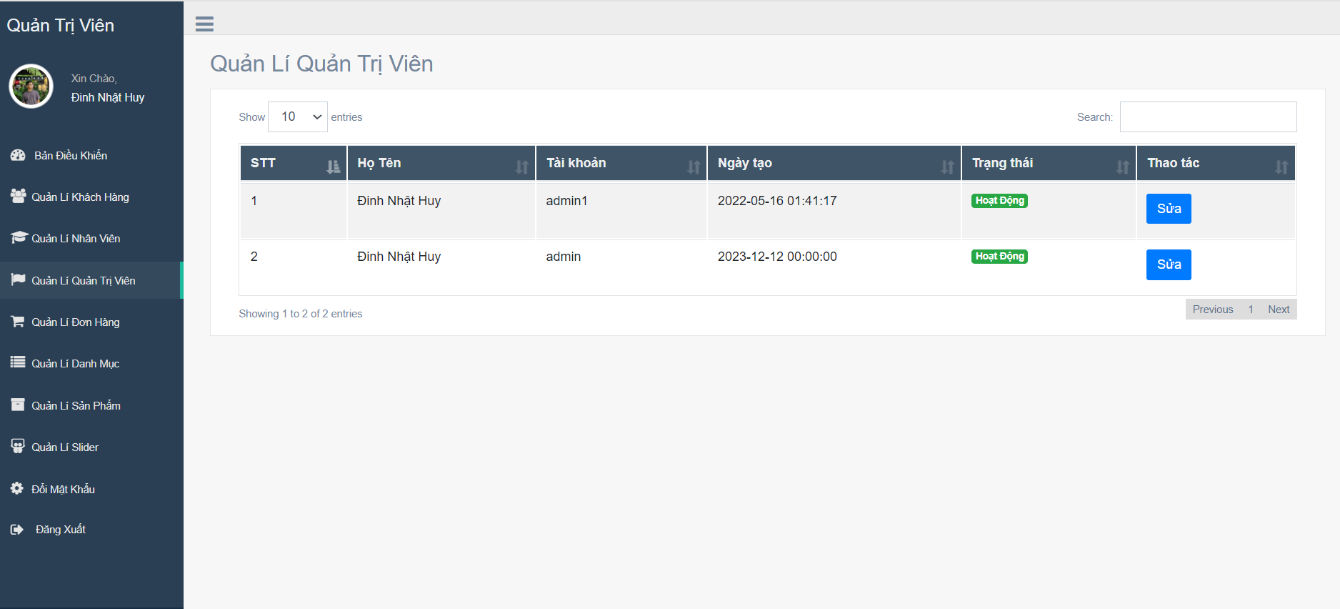 Quản Trị Viên
Xin Chào,
Đinh Nhật Huy
Bản Điều Khiển
Quản Lí Khách Hàng
Quản Lí Nhân Viên
Quản Lí Quản Trị Viên
Quản Lí Đơn Hàng
Quản Lí Danh Mục
Quản Lí Sản Phẩm
Quản Lí Slider
Đổi Mật Khẩu
Đăng Xuất
Quản Lí Quản Trị Viên
Show 10 entries Search:
STT Họ Tên Tài khoản Ngày tạo Trạng thái Thao tác
1 Đinh Nhật Huy admin1 2022-05-16 01:41:17 Hoạt Động Sửa
2 Đinh Nhật Huy admin 2023-12-12 00:00:00 Hoạt Động Sửa
Showing 1 to 2 of 2 entries Previous 1 Next